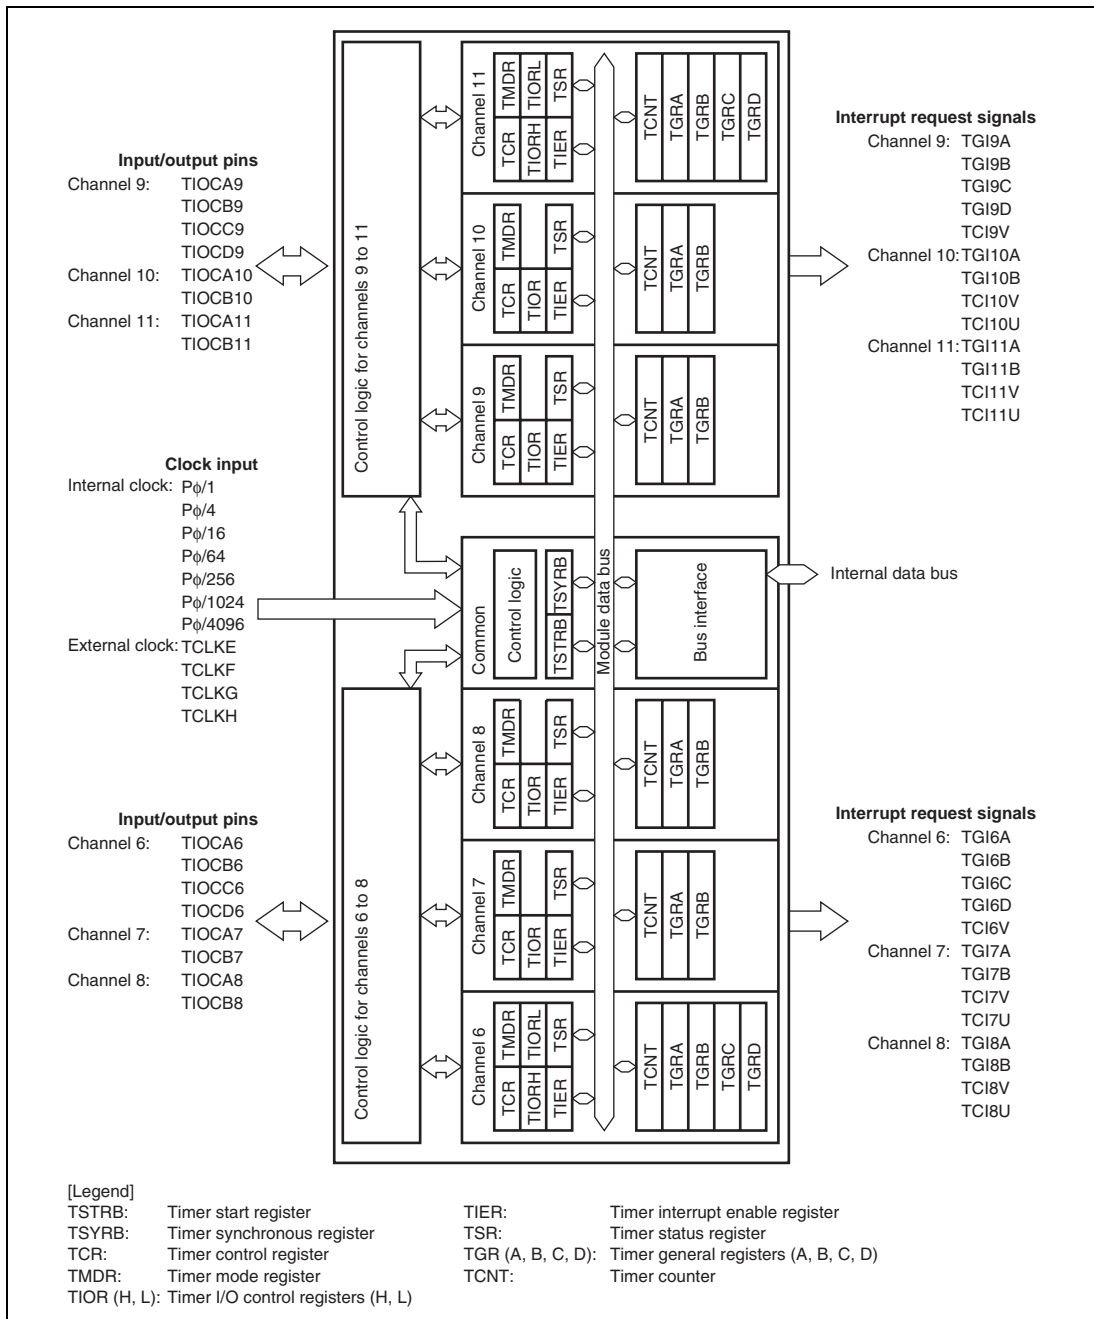 Input/output pins
Channel 9: TIOCA9
TIOCB9
TIOCC9
TIOCD9
Channel 10: TIOCA10
TIOCB10
Channel 11: TIOCA11
TIOCB11
Clock input
Internal clock: Pϕ/1
Pϕ/4
Pϕ/16
Pϕ/64
Pϕ/256
Pϕ/1024
Pϕ/4096
External clock: TCLKE
TCLKF
TCLKG
TCLKH
Input/output pins
Channel 6: TIOCA6
TIOCB6
TIOCC6
TIOCD6
Channel 7: TIOCA7
TIOCB7
Channel 8: TIOCA8
TIOCB8
Control logic for channels 9 to 11
Control logic for channels 6 to 8
Channel 11
TMDR TIORL TSR
TCR TIORH TIER
TCNT
TGRA
TGRB
TGRC
TGRD
Channel 10
TMDR TSR
TCR TIOR TIER
TCNT
TGRA
TGRB
Channel 9
TMDR TSR
TCR TIOR TIER
TCNT
TGRA
TGRB
Common
Control logic
TSTRB TSYRB
Module data bus
Bus interface
Internal data bus
Channel 8
TMDR TSR
TCR TIOR TIER
TCNT
TGRA
TGRB
Channel 7
TMDR TSR
TCR TIOR TIER
TCNT
TGRA
TGRB
Channel 6
TMDR TIORL TSR
TCR TIORH TIER
TCNT
TGRA
TGRB
TGRC
TGRD
Interrupt request signals
Channel 9: TGI9A
TGI9B
TGI9C
TGI9D
TCI9V
Channel 10: TGI10A
TGI10B
TCI10V
TCI10U
Channel 11: TGI11A
TGI11B
TCI11V
TCI11U
Interrupt request signals
Channel 6: TGI6A
TGI6B
TGI6C
TGI6D
TCI6V
Channel 7: TGI7A
TGI7B
TCI7V
TCI7U
Channel 8: TGI8A
TGI8B
TCI8V
TCI8U
[Legend]
TSTRB: Timer start register
TSYRB: Timer synchronous register
TCR: Timer control register
TMDR: Timer mode register
TIOR (H, L): Timer I/O control registers (H, L)
TIER: Timer interrupt enable register
TSR: Timer status register
TGR (A, B, C, D): Timer general registers (A, B, C, D)
TCNT: Timer counter